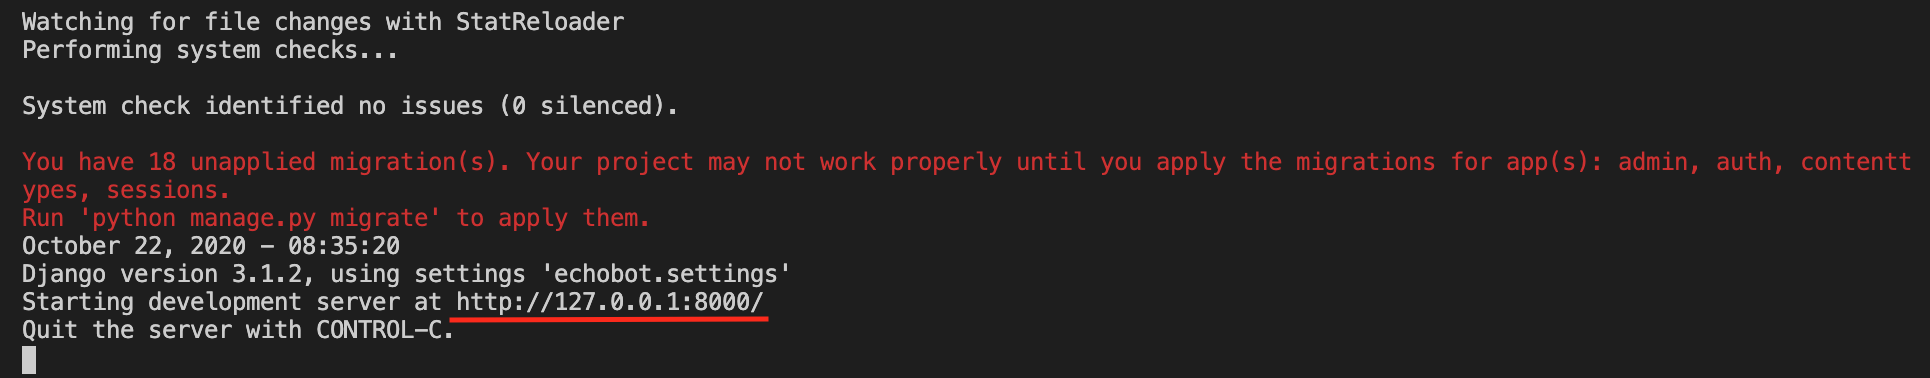 Watching for file changes with StatReloader
Performing system checks...
System check identified no issues (0 silenced).
You have 18 unapplied migration(s). Your project may not work properly until you apply the migrations for app(s): admin, auth, contentt
ypes, sessions.
Run 'python manage.py migrate' to apply them.
October 22, 2020 - 08:35:20
Django version 3.1.2, using settings 'echobot.settings'
Starting development server at http://127.0.0.1:8000/
Quit the server with CONTROL-C.